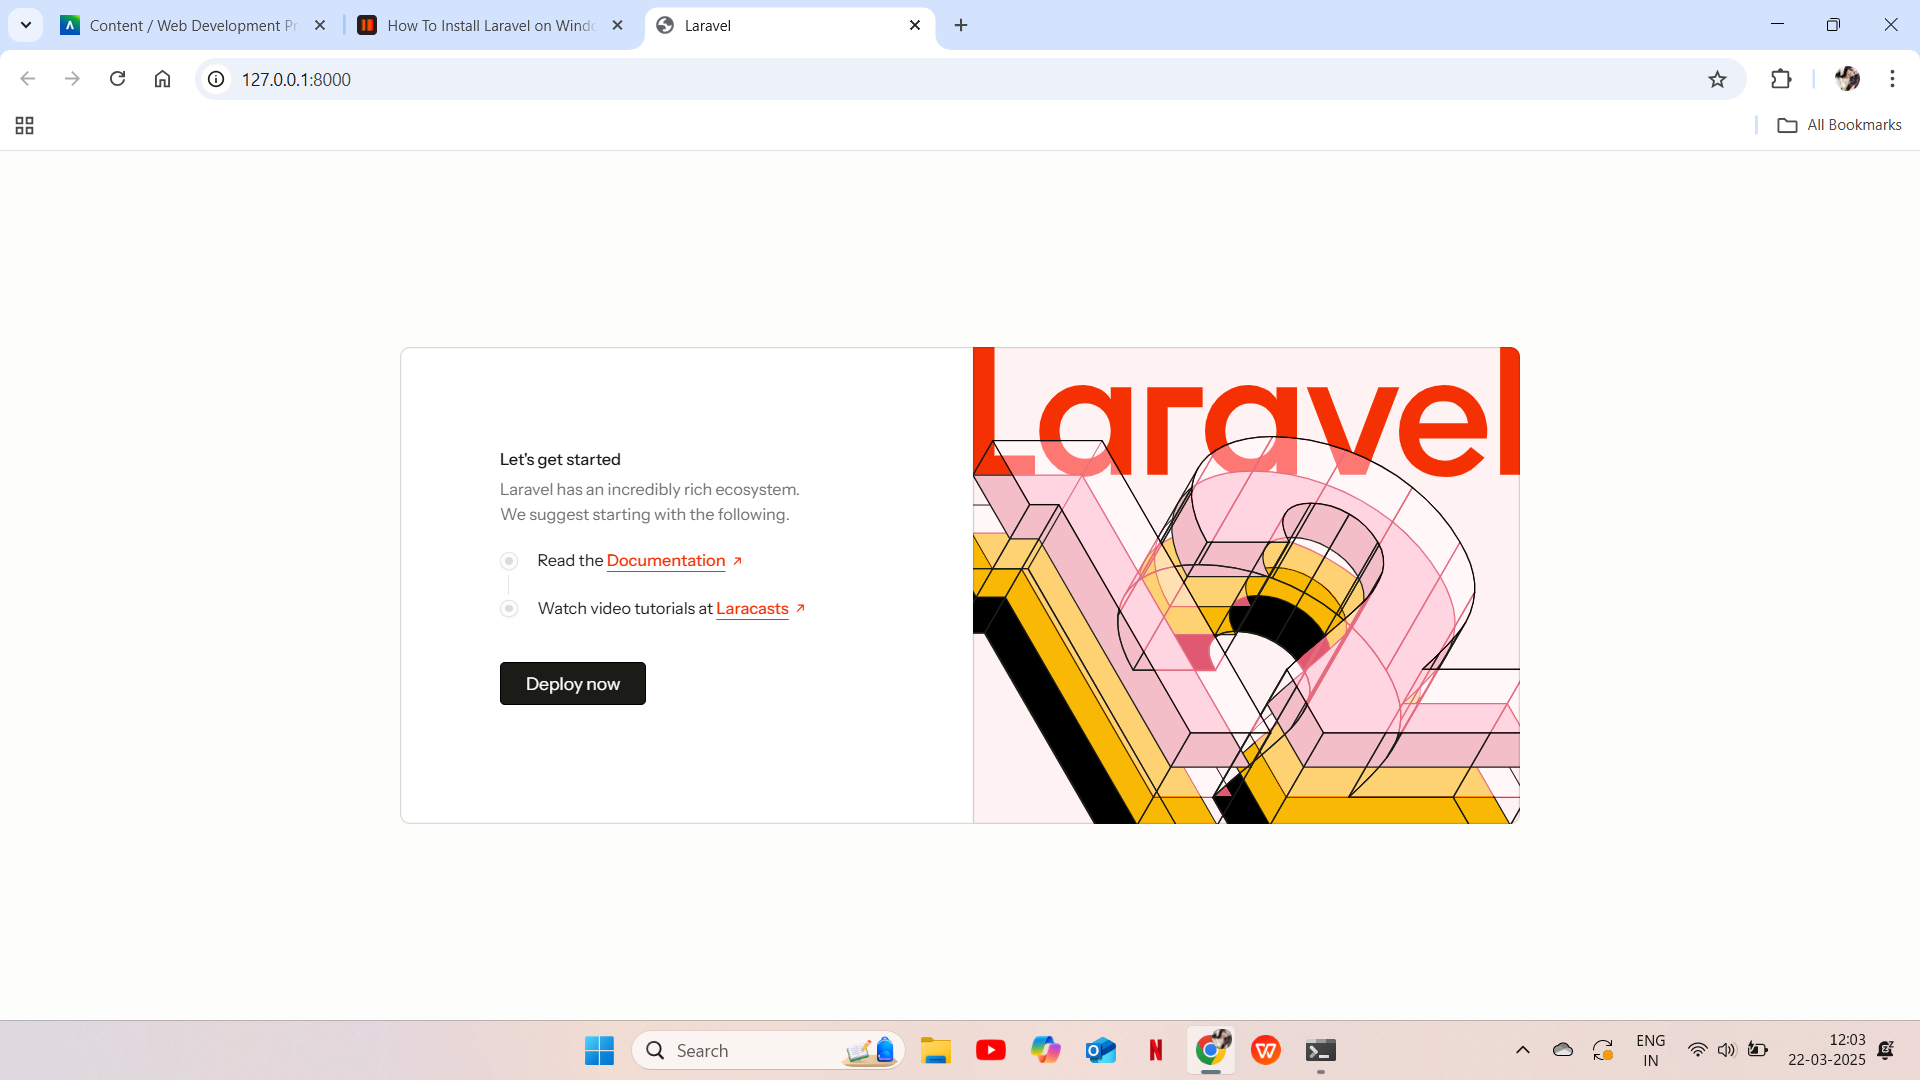 Content / Web Development Pr
How To Install Laravel on Windo
Laravel
127.0.0.1:8000
All Bookmarks
Laravel
Let's get started
Laravel has an incredibly rich ecosystem.
We suggest starting with the following.
Read the Documentation
Watch video tutorials at Laracasts
Deploy now
Search
ENG
IN
12:03
22-03-2025